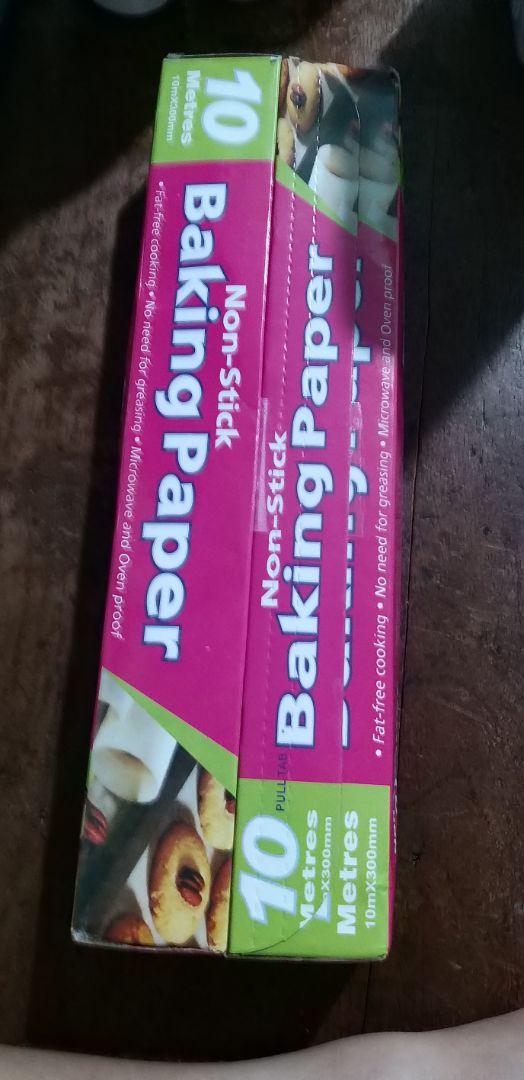 10
Metres
10mX300mm
Non-Stick
Baking Paper
• Fat-free cooking • No need for greasing • Microwave and Oven proof
Non-Stick
Baking Paper
PULL TAB
10
Metres
X300mm
Metres
10mX300mm
• Fat-free cooking • No need for greasing • Microwave and Oven proof